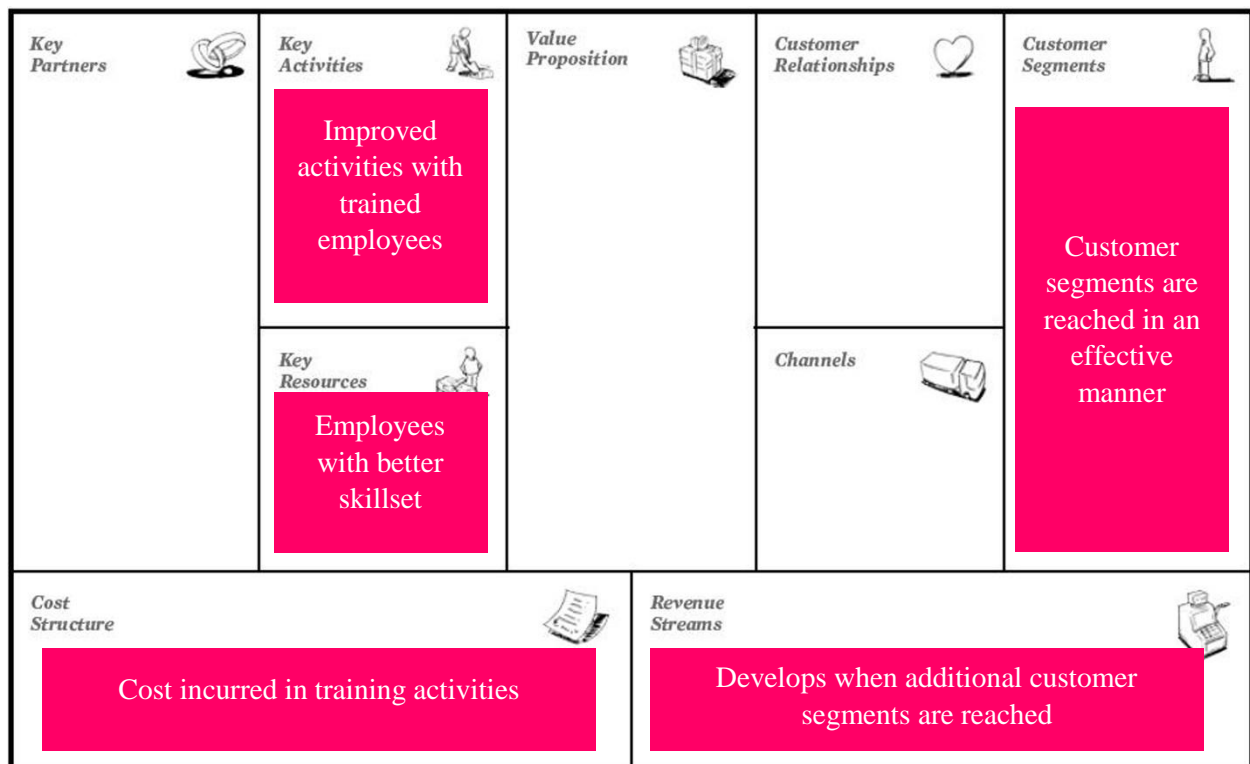 Key
Partners
Key
Activities
Improved
activities with
trained
employees
Key
Resources
Employees
with better
skillset
Value
Proposition
Customer
Relationships
Channels
Customer
Segments
Customer
segments are
reached in an
effective
manner
Cost
Structure
Cost incurred in training activities
Revenue
Streams
Develops when additional customer
segments are reached